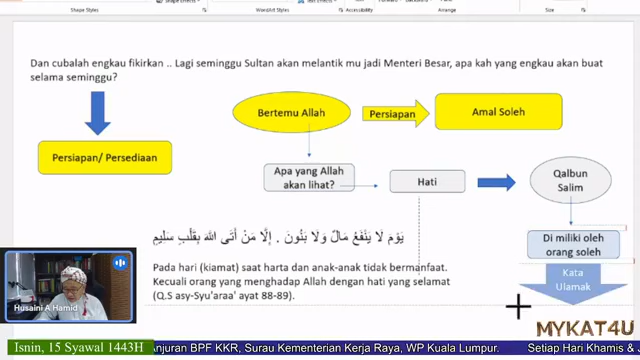 Shape Styles
WordArt Styles
Accessibility
Arrange
Size
Dan cubalah engkau fikirkan .. Lagi seminggu Sultan akan melantik mu jadi Menteri Besar, apa kah yang engkau akan buat
selama seminggu?
Persiapan/ Persediaan
Bertemu Allah
Persiapan
Amal Soleh
Apa yang Allah
akan lihat?
Hati
Qalbun
Salim
Di miliki oleh
orang soleh
Kata
Ulamak
يَوْمَ لَا يَنْفَعُ مَالٌ وَلَا بَنُونَ . إِلَّا مَنْ أَتَى اللهَ بِقَلْبٍ سَلِيمٍ
Pada hari (kiamat) saat harta dan anak-anak tidak bermanfaat.
Kecuali orang yang menghadap Allah dengan hati yang selamat
(Q.S asy-Syu'araa' ayat 88-89).
Husaini A Hamid
MYKAT4U
Isnin, 15 Syawal 1443H
Anjuran BPF KKR, Surau Kementerian Kerja Raya, WP Kuala Lumpur.
Setiap Hari Khamis &